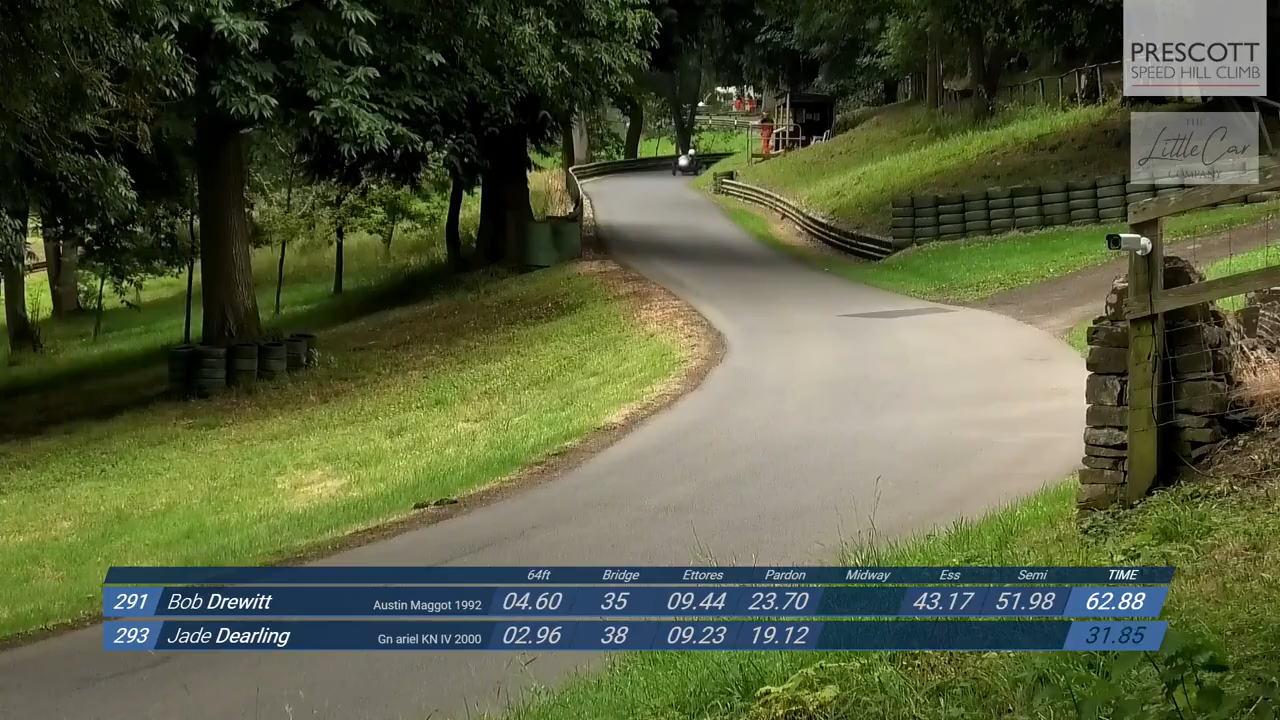 PRESCOTT
SPEED HILL CLIMB
THE
LittleCar
COMPANY
64ft Bridge Ettores Pardon Midway Ess Semi TIME
291 Bob Drewitt Austin Maggot 1992 04.60 35 09.44 23.70 43.17 51.98 62.88
293 Jade Dearling Gn ariel KN IV 2000 02.96 38 09.23 19.12 31.85